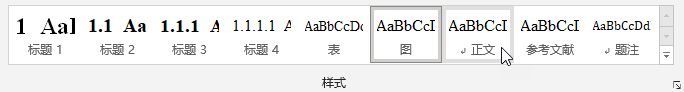 1 Aal 1.1 Aa 1.1.1 A 1.1.1.1 A AaBbCcDd AaBbCcI AaBbCcI AaBbCcI AaBbCcDd
标题 1 标题 2 标题 3 标题 4 表 图 ↲ 正文 参考文献 ↲ 题注
样式